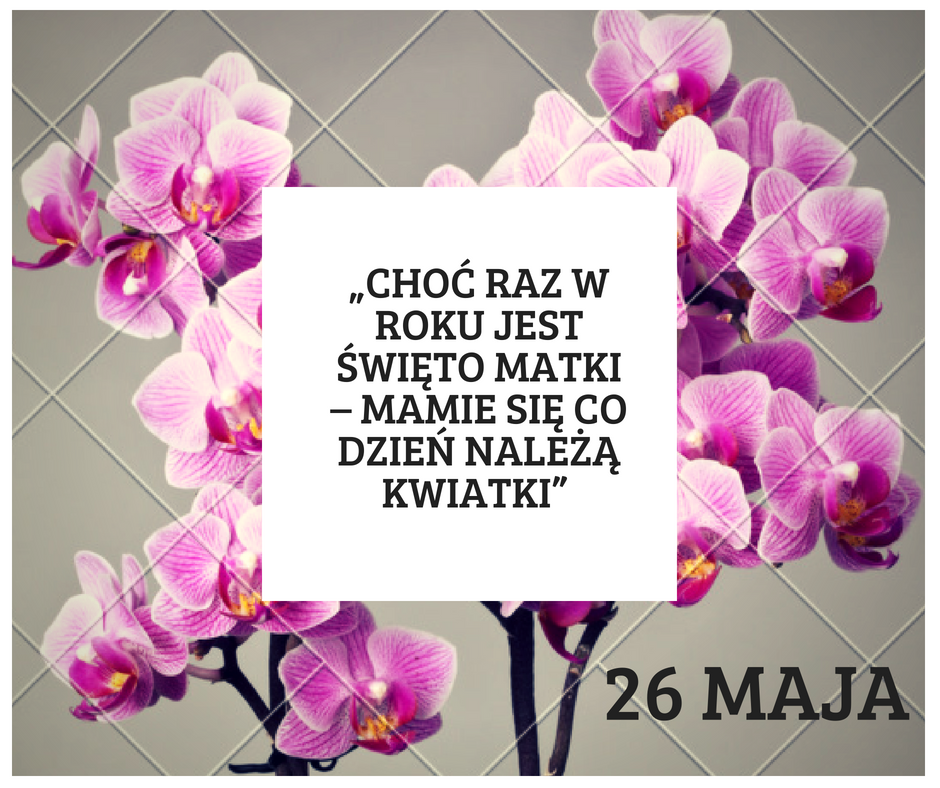 „CHOĆ RAZ W
ROKU JEST
ŚWIĘTO MATKI
– MAMIE SIĘ CO
DZIEŃ NALEŻĄ
KWIATKI”
26 MAJA